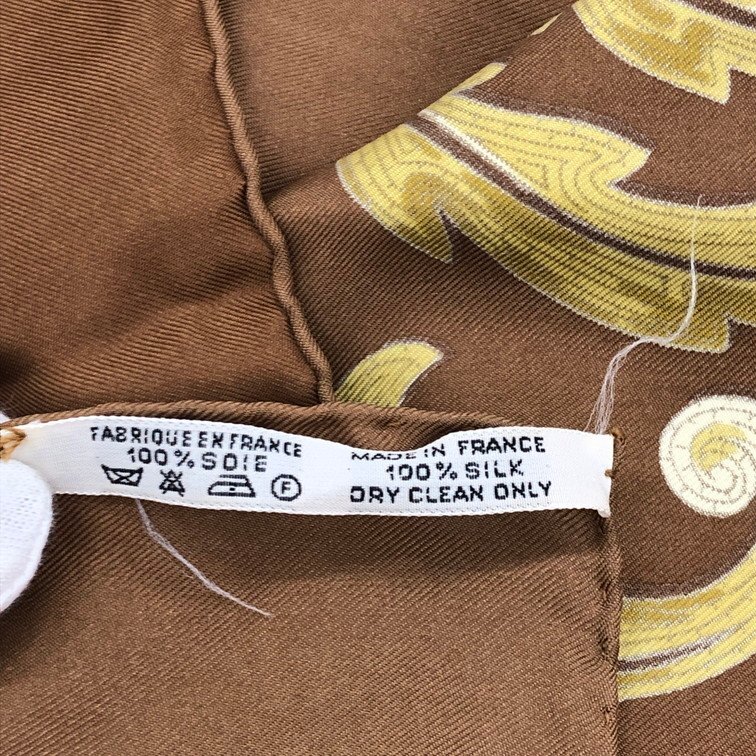 FABRIQUE EN FRANCE
100% SOIE
F
MADE IN FRANCE
100% SILK
DRY CLEAN ONLY